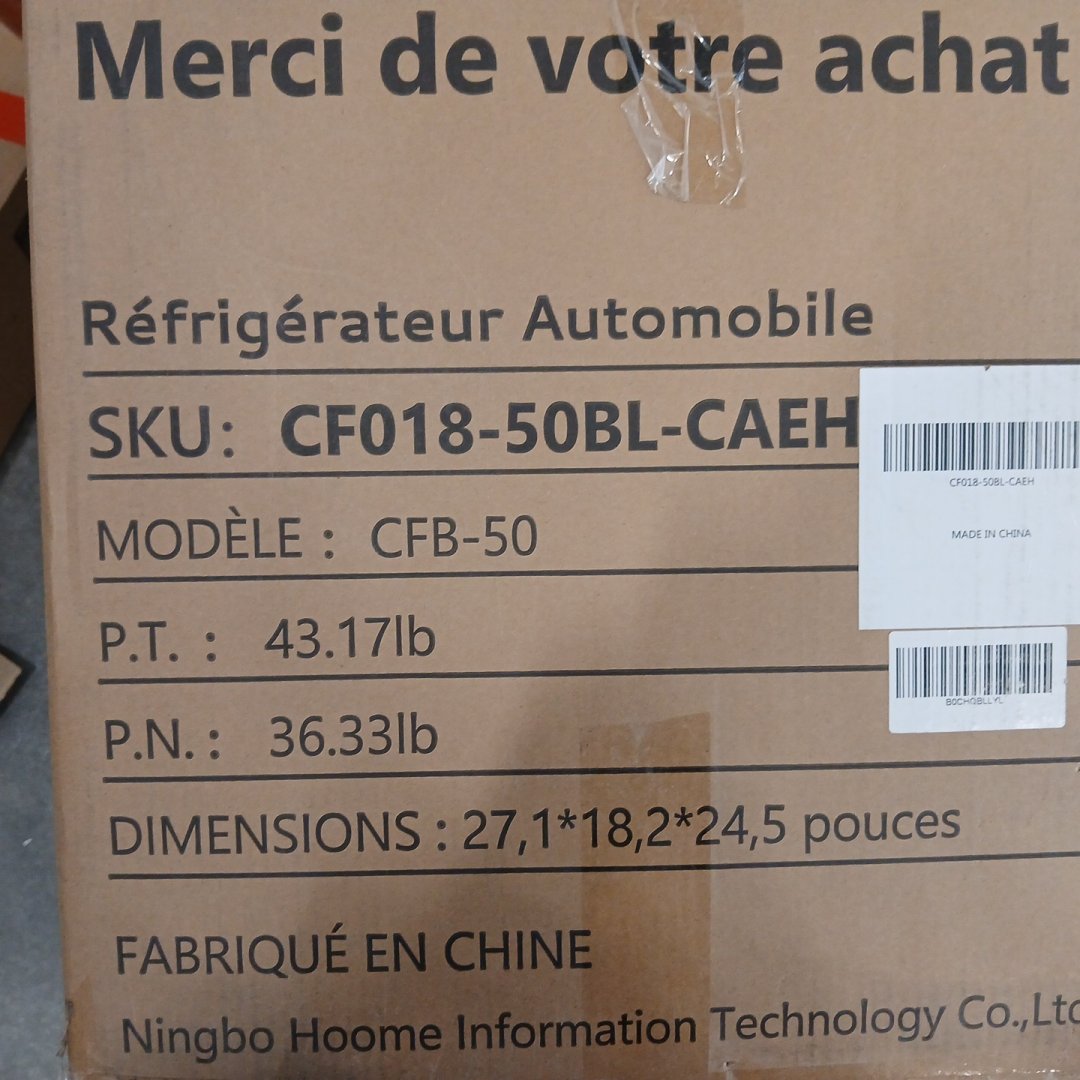 Merci de votre achat
Réfrigérateur Automobile
SKU: CF018-50BL-CAEH
CF018-50BL-CAEH
MADE IN CHINA
MODÈLE : CFB-50
P.T. : 43.17lb
B0CHQBLLYL
P.N. : 36.33lb
DIMENSIONS : 27,1*18,2*24,5 pouces
FABRIQUÉ EN CHINE
Ningbo Hoome Information Technology Co.,Ltd